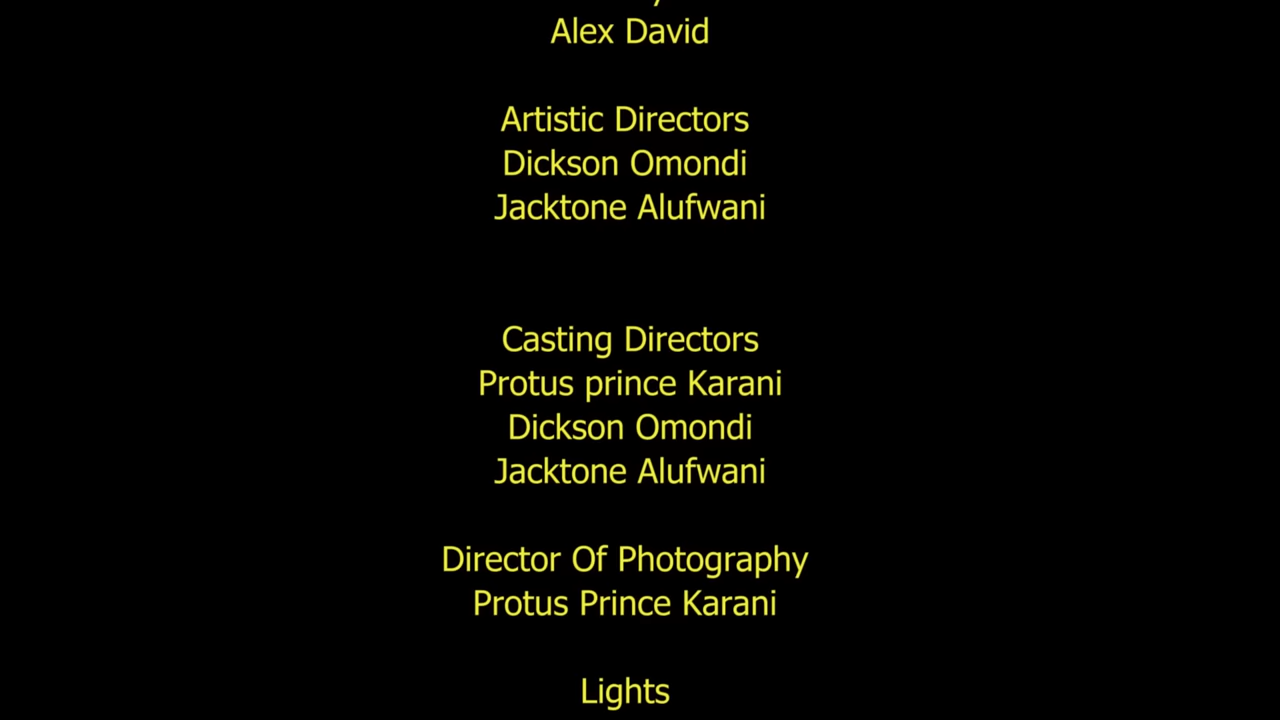 Alex David
Artistic Directors
Dickson Omondi
Jacktone Alufwani
Casting Directors
Protus prince Karani
Dickson Omondi
Jacktone Alufwani
Director Of Photography
Protus Prince Karani
Lights